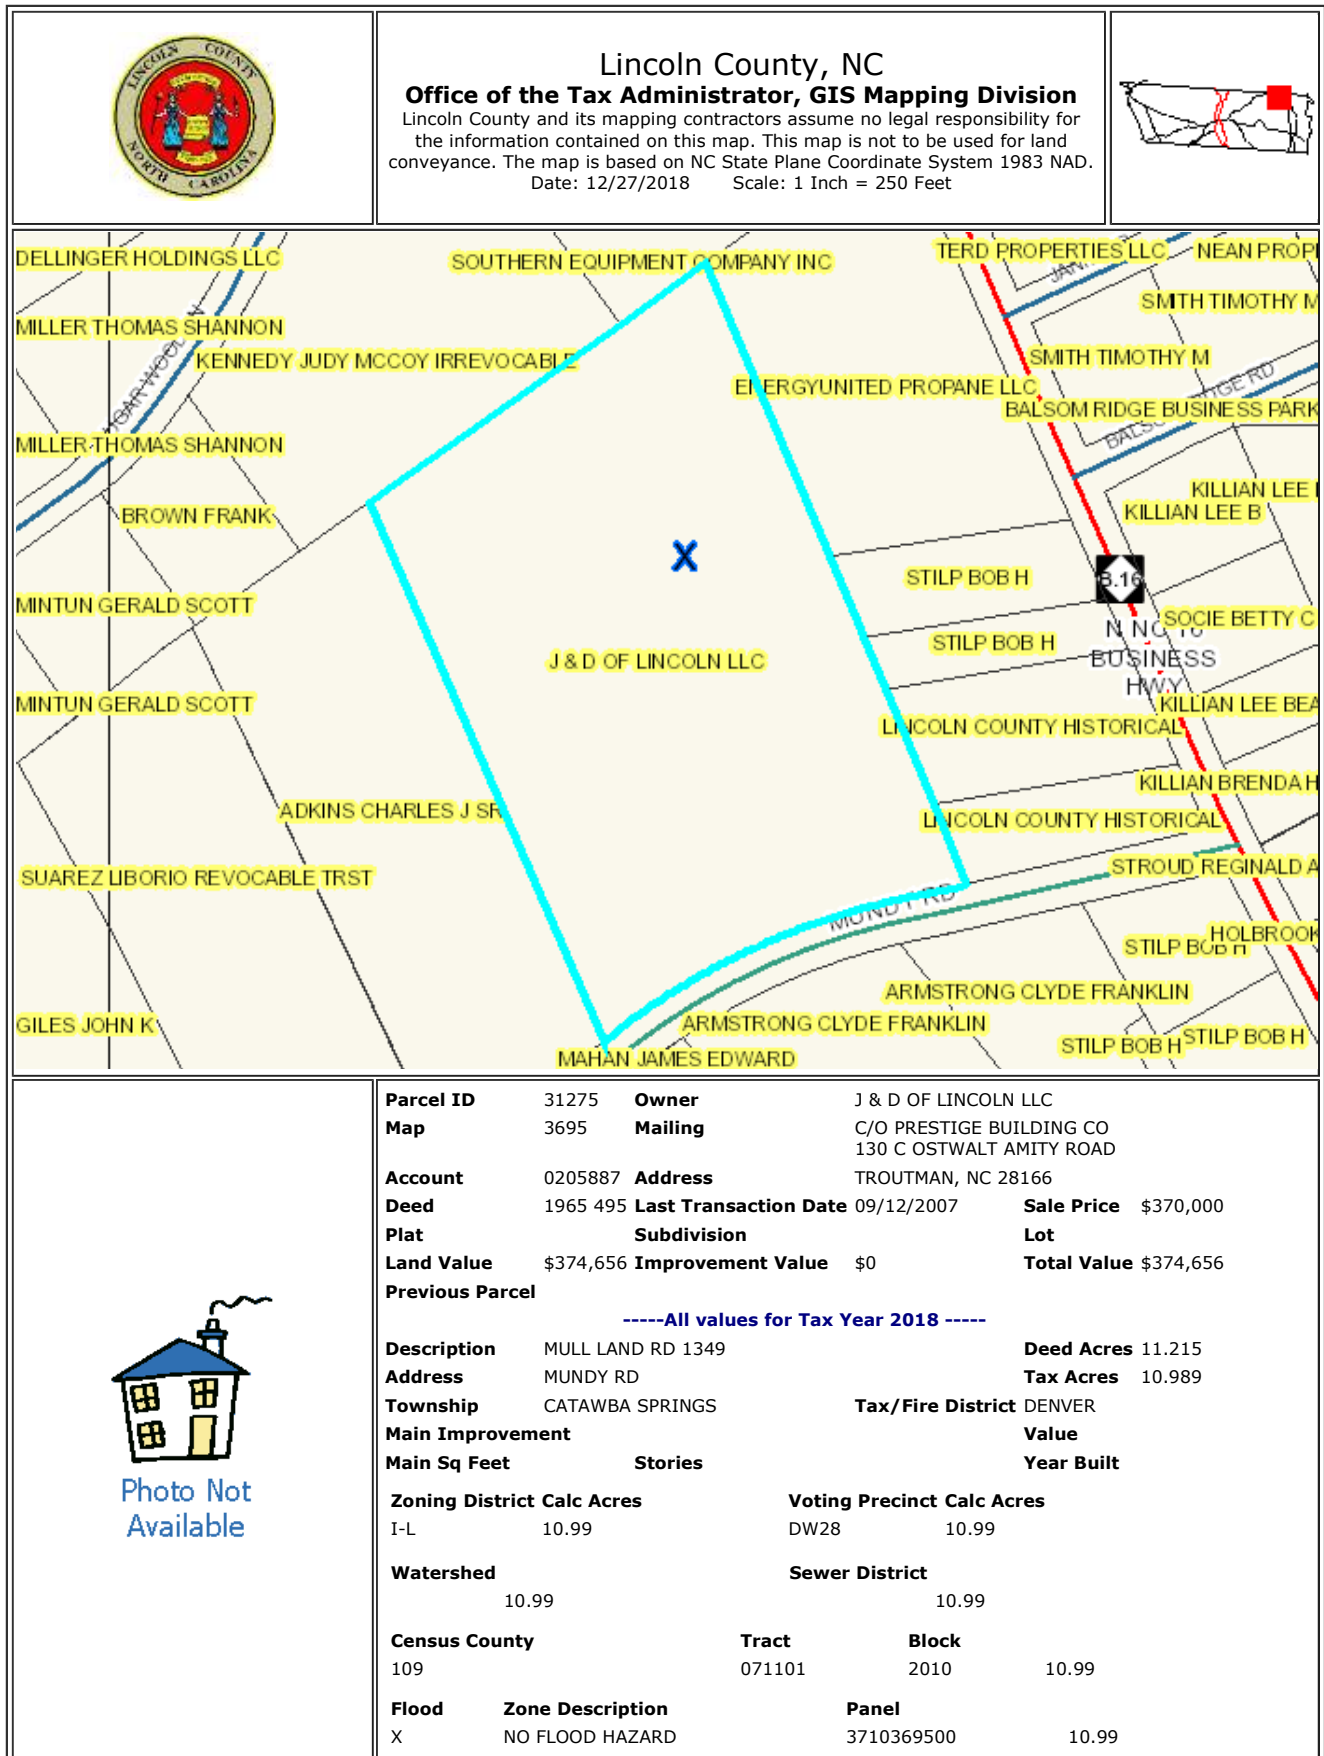 LINCOLN COUNTY
NORTH CAROLINA
Lincoln County, NC
Office of the Tax Administrator, GIS Mapping Division
Lincoln County and its mapping contractors assume no legal responsibility for
the information contained on this map. This map is not to be used for land
conveyance. The map is based on NC State Plane Coordinate System 1983 NAD.
Date: 12/27/2018 Scale: 1 Inch = 250 Feet
DELLINGER HOLDINGS LLC
SOUTHERN EQUIPMENT COMPANY INC
TERD PROPERTIES LLC
NEAN PROP
SMITH TIMOTHY M
MILLER THOMAS SHANNON
KENNEDY JUDY MCCOY IRREVOCABLE
SMITH TIMOTHY M
ENERGYUNITED PROPANE LLC
BALSOM RIDGE BUSINESS PARK
MILLER THOMAS SHANNON
KILLIAN LEE
BROWN FRANK
KILLIAN LEE B
X
STILP BOB H
B.16
MINTUN GERALD SCOTT
SOCIE BETTY C
N NC 16
BUSINESS
HWY
STILP BOB H
J & D OF LINCOLN LLC
MINTUN GERALD SCOTT
KILLIAN LEE BEA
LINCOLN COUNTY HISTORICAL
KILLIAN BRENDA H
ADKINS CHARLES J SR
LINCOLN COUNTY HISTORICAL
STROUD REGINALD A
SUAREZ LIBORIO REVOCABLE TRST
MUNDY RD
HOLBROOK
STILP BOB H
ARMSTRONG CLYDE FRANKLIN
GILES JOHN K
ARMSTRONG CLYDE FRANKLIN
STILP BOB H
STILP BOB H
MAHAN JAMES EDWARD
Photo Not
Available
Parcel ID 31275 Owner J & D OF LINCOLN LLC
Map 3695 Mailing C/O PRESTIGE BUILDING CO
130 C OSTWALT AMITY ROAD
Account 0205887 Address TROUTMAN, NC 28166
Deed 1965 495 Last Transaction Date 09/12/2007 Sale Price $370,000
Plat Subdivision Lot
Land Value $374,656 Improvement Value $0 Total Value $374,656
Previous Parcel
-----All values for Tax Year 2018 -----
Description MULL LAND RD 1349 Deed Acres 11.215
Address MUNDY RD Tax Acres 10.989
Township CATAWBA SPRINGS Tax/Fire District DENVER
Main Improvement Value
Main Sq Feet Stories Year Built
Zoning District Calc Acres Voting Precinct Calc Acres
I-L 10.99 DW28 10.99
Watershed Sewer District
10.99 10.99
Census County Tract Block
109 071101 2010 10.99
Flood Zone Description Panel
X NO FLOOD HAZARD 3710369500 10.99